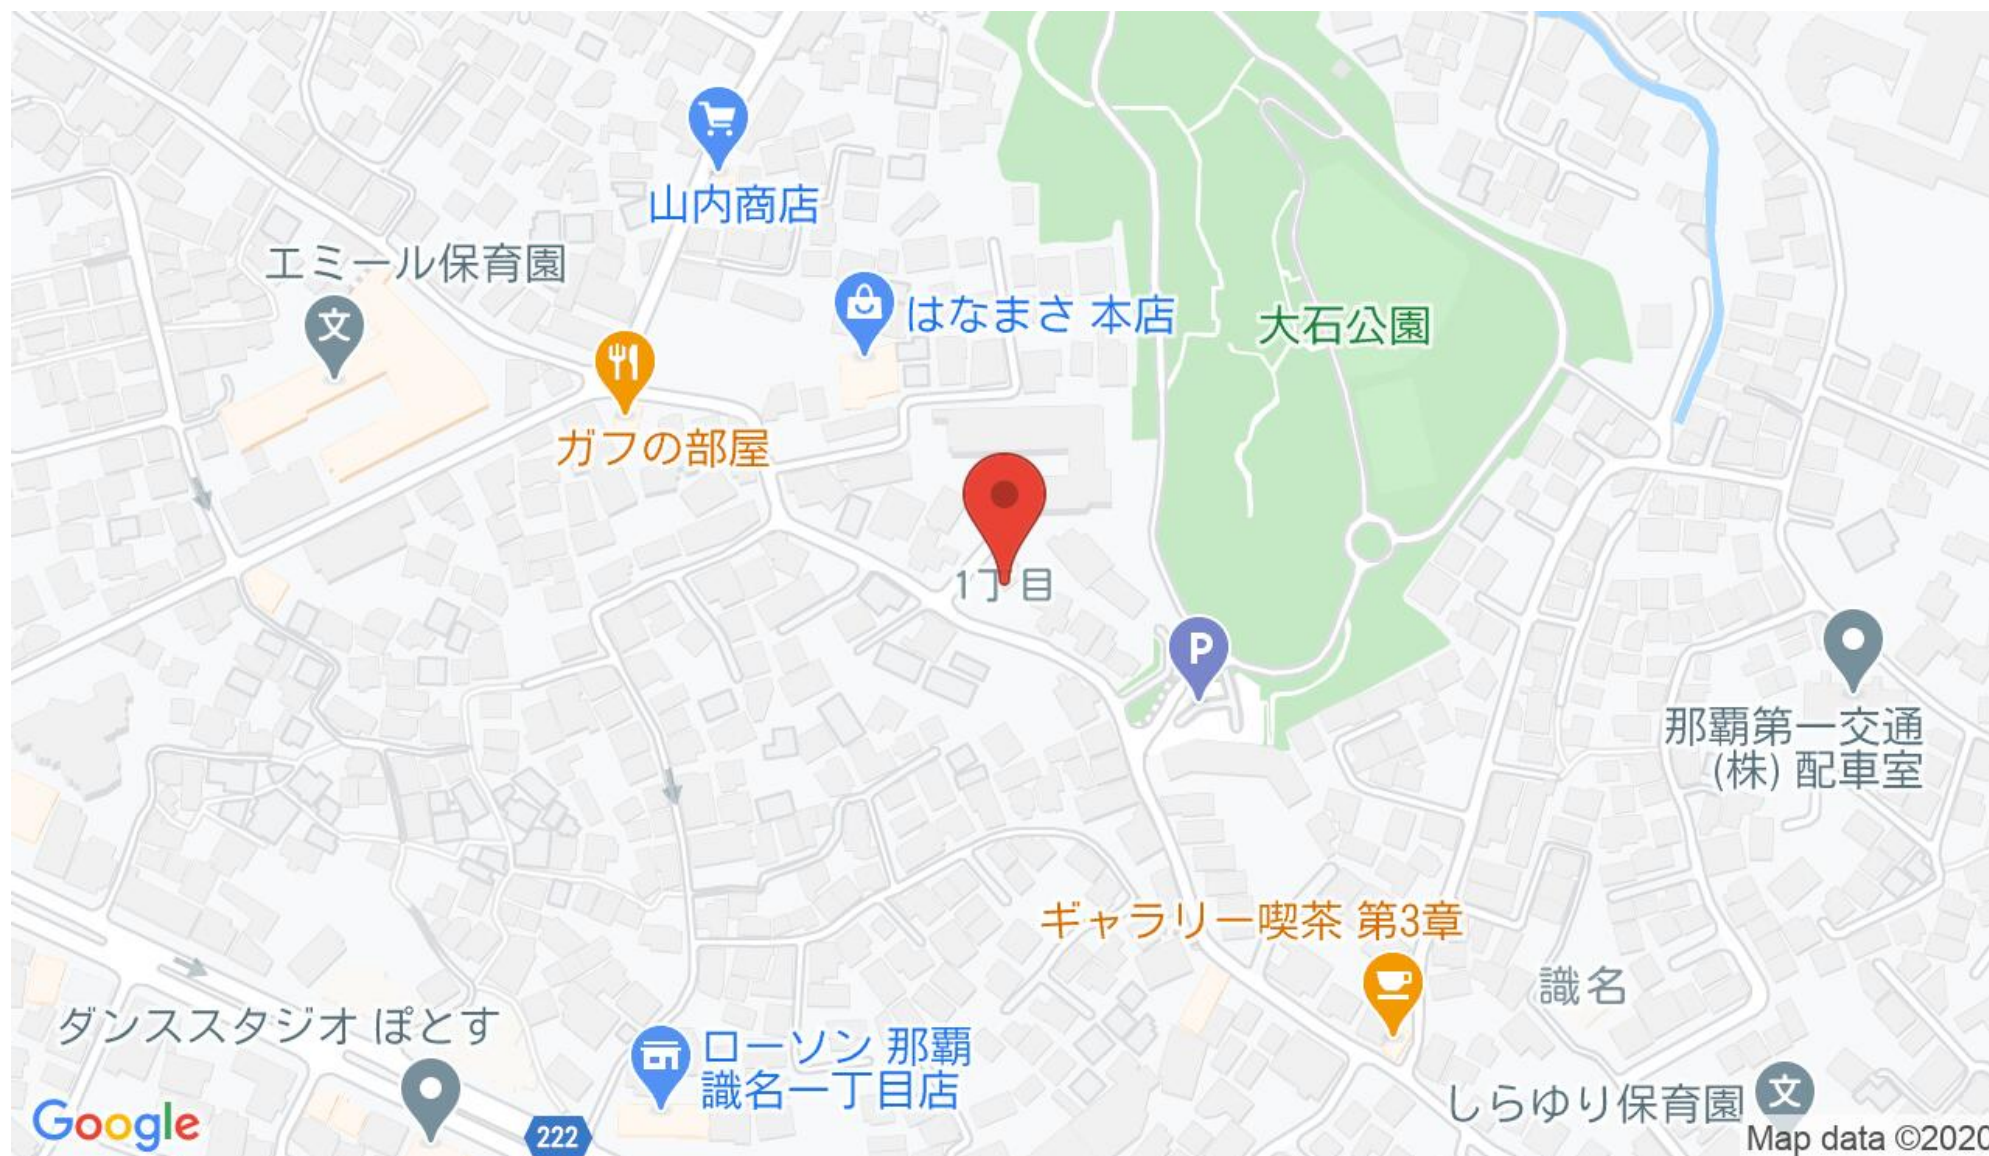 山内商店
エミール保育園
文
はなまさ 本店
大石公園
ガフの部屋
1丁目
P
那覇第一交通
(株) 配車室
ギャラリー喫茶 第3章
識名
ダンススタジオ ぽとす
ローソン 那覇
識名一丁目店
しらゆり保育園
文
Google
222
Map data ©2020